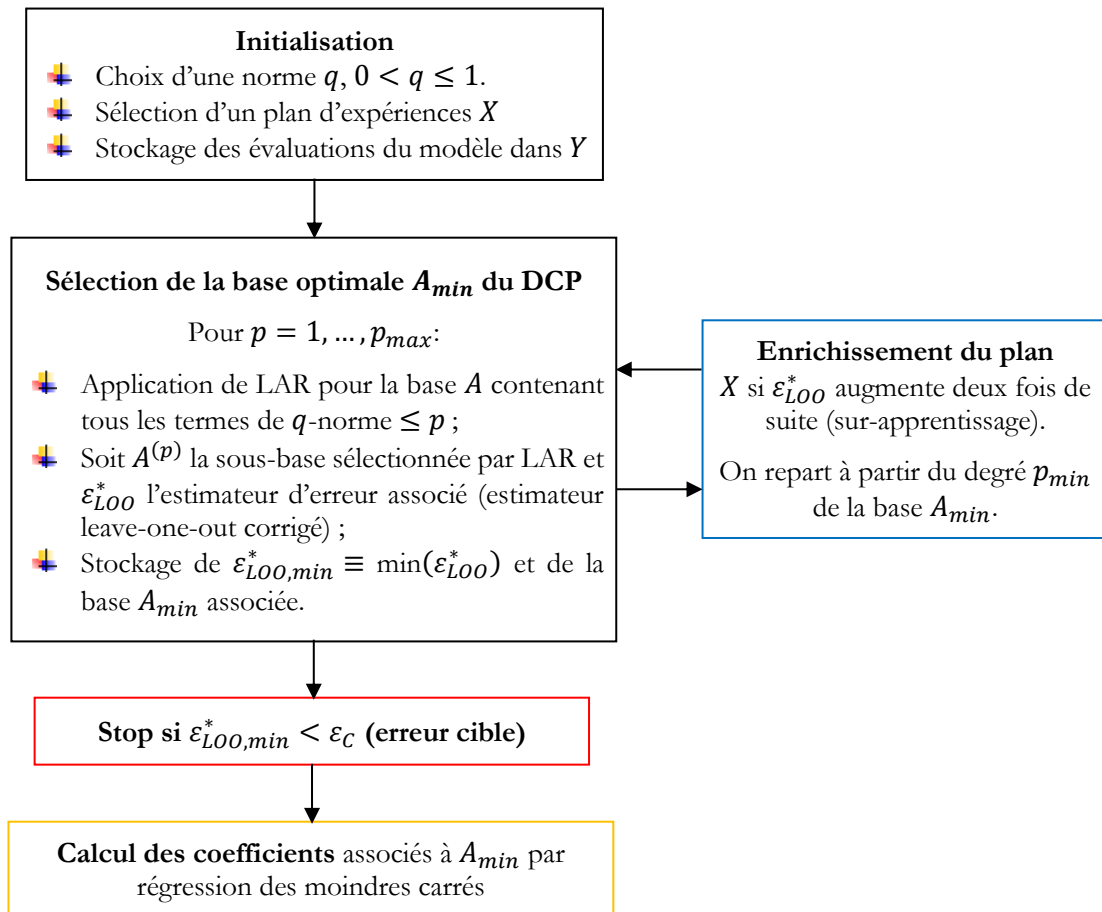 Initialisation
Choix d'une norme q, 0 < q ≤ 1.
Sélection d'un plan d'expériences X
Stockage des évaluations du modèle dans Y
Sélection de la base optimale A_min du DCP
Pour p = 1, … , p_max:
Application de LAR pour la base A contenant
tous les termes de q-norme ≤ p ;
Soit A^(p) la sous-base sélectionnée par LAR et
ε*_LOO l'estimateur d'erreur associé (estimateur
leave-one-out corrigé) ;
Stockage de ε*_LOO,min ≡ min(ε*_LOO) et de la
base A_min associée.
Enrichissement du plan
X si ε*_LOO augmente deux fois de
suite (sur-apprentissage).
On repart à partir du degré p_min
de la base A_min.
Stop si ε*_LOO,min < ε_C (erreur cible)
Calcul des coefficients associés à A_min par
régression des moindres carrés